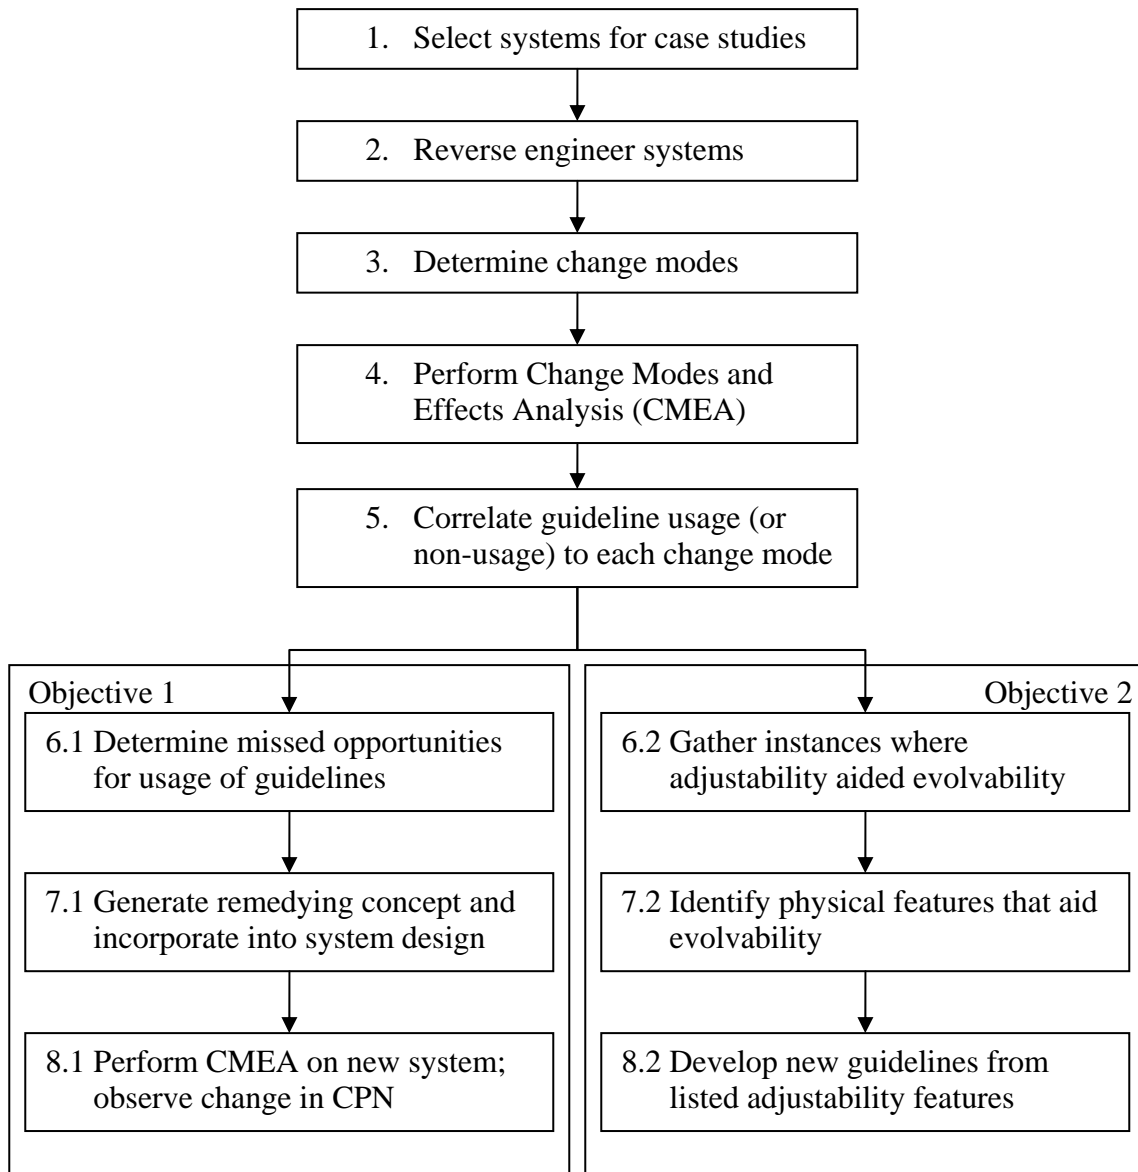 1. Select systems for case studies
2. Reverse engineer systems
3. Determine change modes
4. Perform Change Modes and
Effects Analysis (CMEA)
5. Correlate guideline usage (or
non-usage) to each change mode
Objective 1
6.1 Determine missed opportunities
for usage of guidelines
7.1 Generate remedying concept and
incorporate into system design
8.1 Perform CMEA on new system;
observe change in CPN
Objective 2
6.2 Gather instances where
adjustability aided evolvability
7.2 Identify physical features that aid
evolvability
8.2 Develop new guidelines from
listed adjustability features